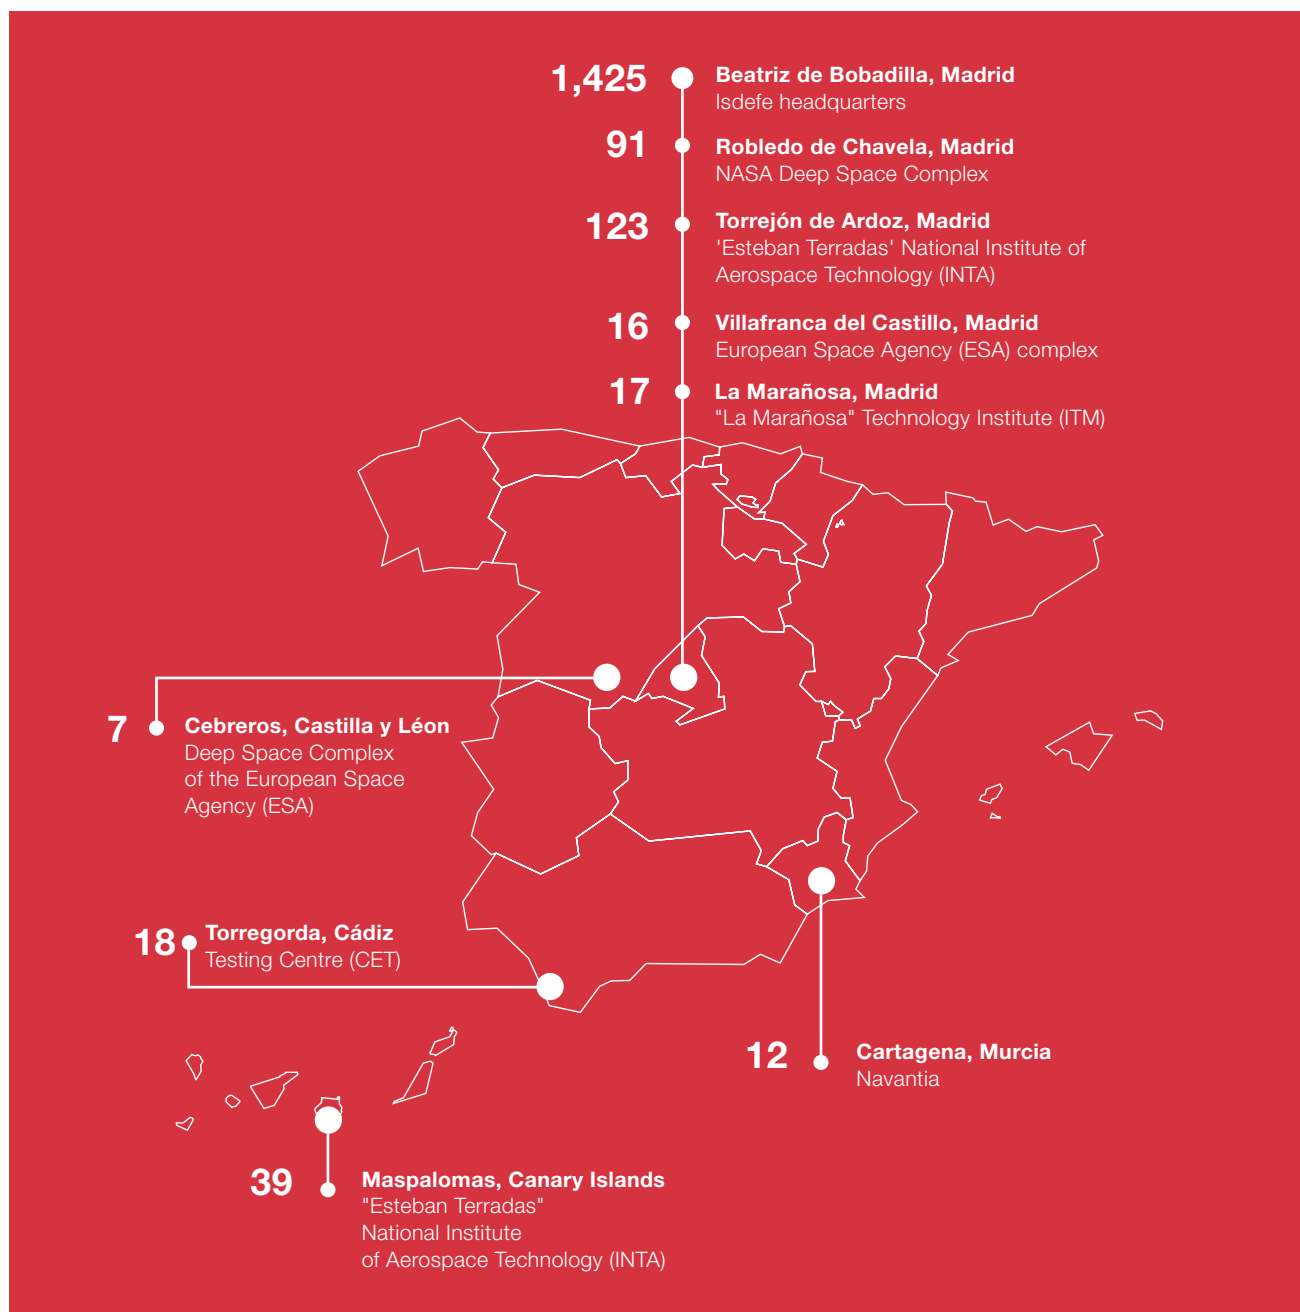 1,425
Beatriz de Bobadilla, Madrid
Isdefe headquarters
91
Robledo de Chavela, Madrid
NASA Deep Space Complex
123
Torrejón de Ardoz, Madrid
'Esteban Terradas' National Institute of
Aerospace Technology (INTA)
16
Villafranca del Castillo, Madrid
European Space Agency (ESA) complex
17
La Marañosa, Madrid
"La Marañosa" Technology Institute (ITM)
7
Cebreros, Castilla y Léon
Deep Space Complex
of the European Space
Agency (ESA)
18
Torregorda, Cádiz
Testing Centre (CET)
12
Cartagena, Murcia
Navantia
39
Maspalomas, Canary Islands
"Esteban Terradas"
National Institute
of Aerospace Technology (INTA)